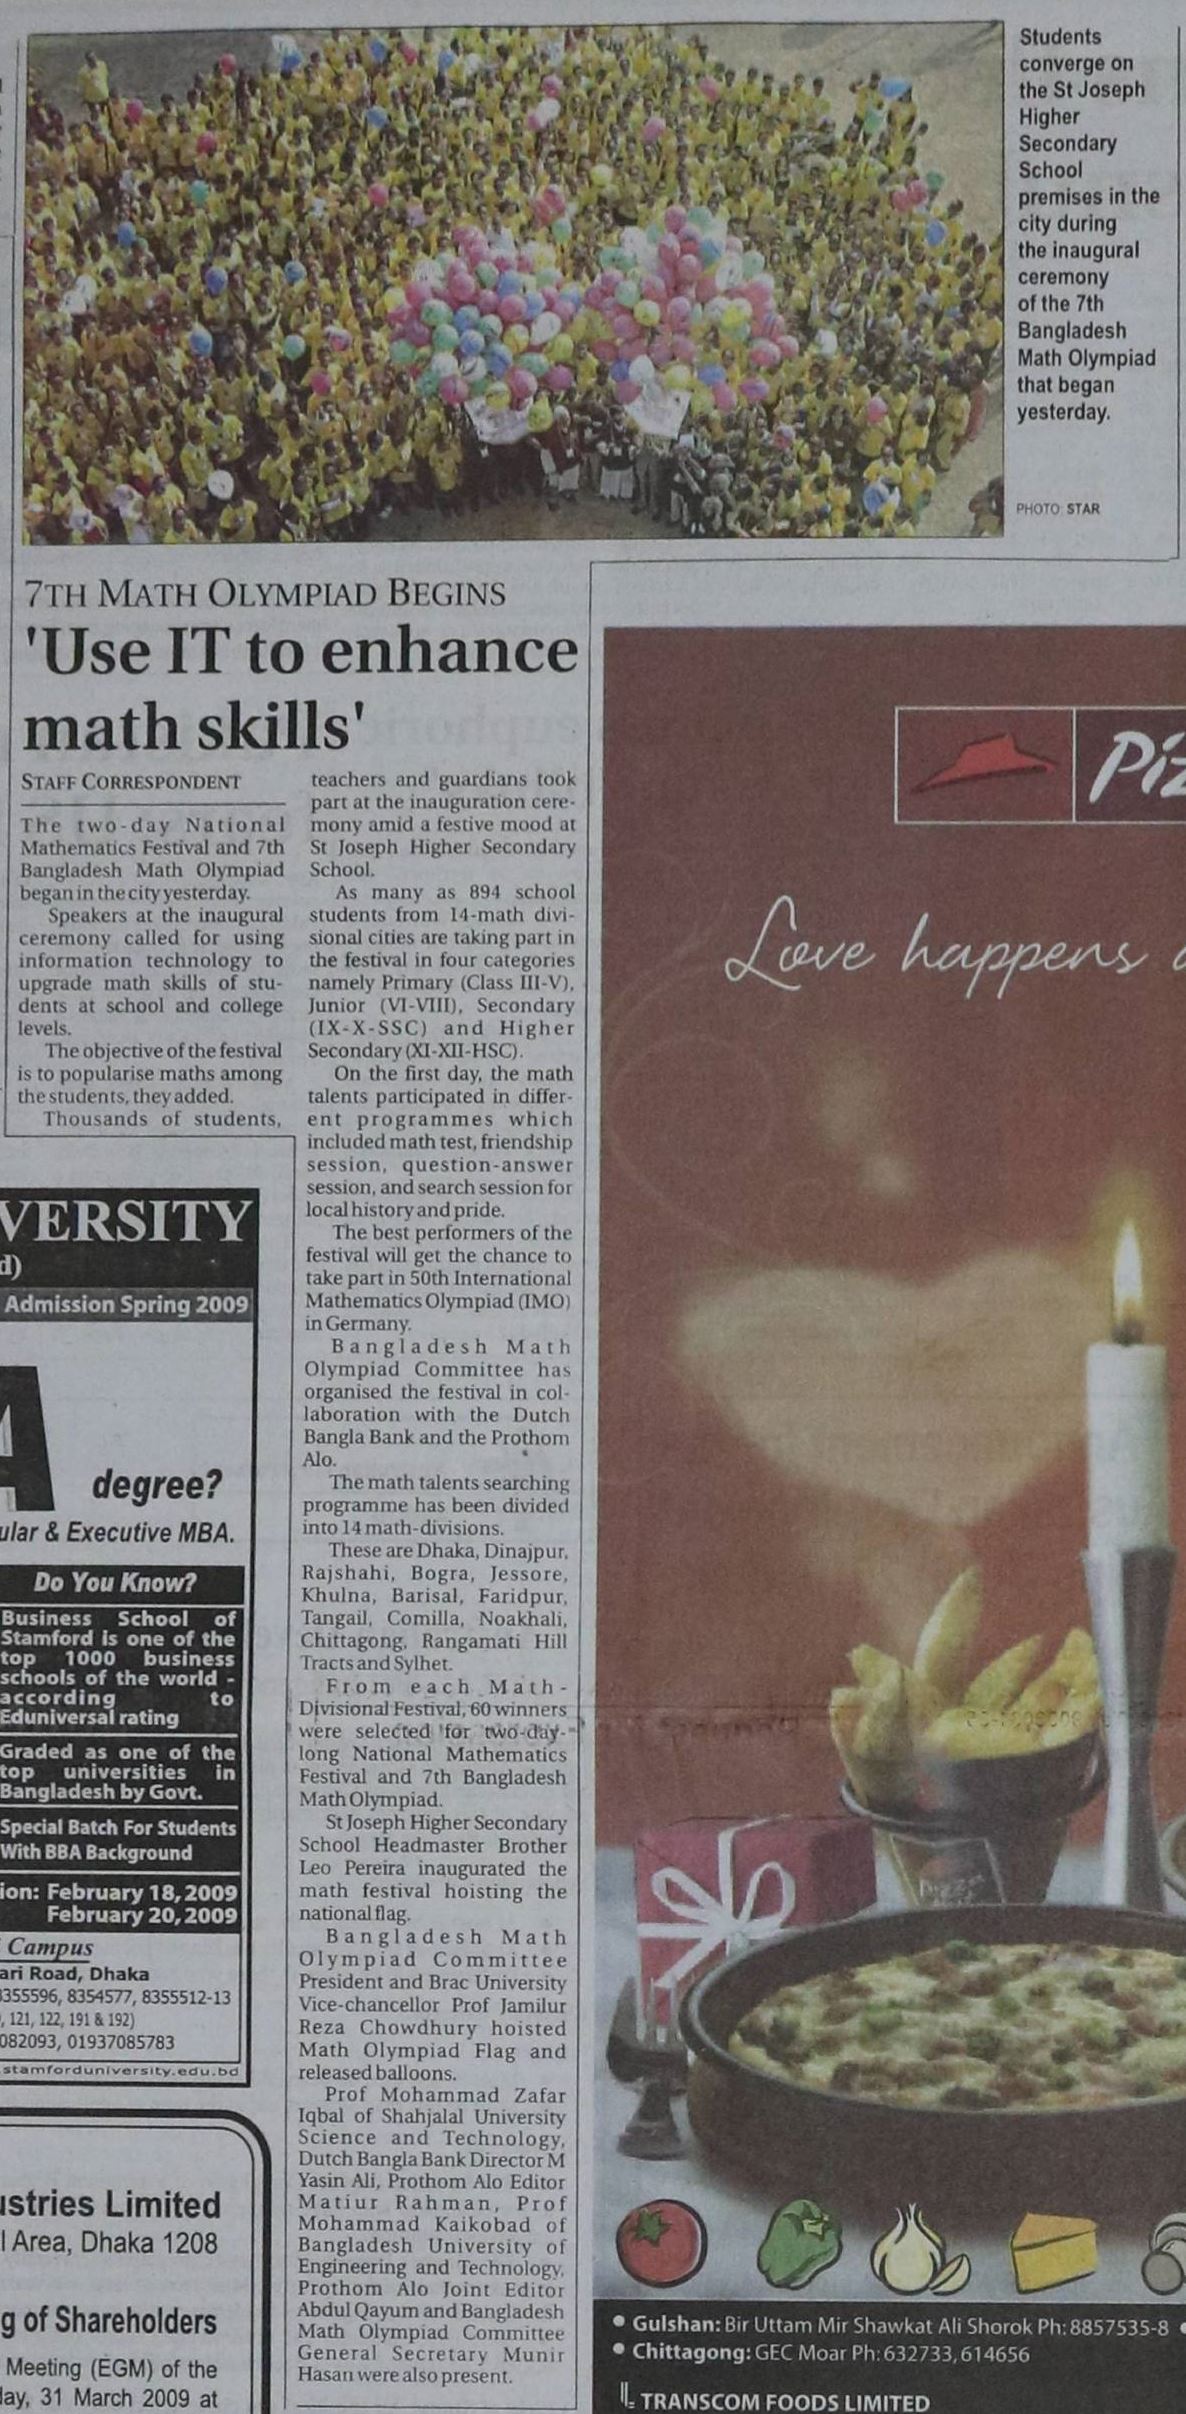 Students
converge on
the St Joseph
Higher
Secondary
School
premises in the
city during
the inaugural
ceremony
of the 7th
Bangladesh
Math Olympiad
that began
yesterday.
PHOTO: STAR
7TH MATH OLYMPIAD BEGINS
'Use IT to enhance
math skills'
STAFF CORRESPONDENT
The two-day National
Mathematics Festival and 7th
Bangladesh Math Olympiad
began in the city yesterday.
Speakers at the inaugural
ceremony called for using
information technology to
upgrade math skills of stu-
dents at school and college
levels.
The objective of the festival
is to popularise maths among
the students, they added.
Thousands of students,
teachers and guardians took
part at the inauguration cere-
mony amid a festive mood at
St Joseph Higher Secondary
School.
As many as 894 school
students from 14-math divi-
sional cities are taking part in
the festival in four categories
namely Primary (Class III-V),
Junior (VI-VIII), Secondary
(IX-X-SSC) and Higher
Secondary (XI-XII-HSC).
On the first day, the math
talents participated in differ-
ent programmes which
included math test, friendship
session, question-answer
session, and search session for
local history and pride.
The best performers of the
festival will get the chance to
take part in 50th International
Mathematics Olympiad (IMO)
in Germany.
Bangladesh Math
Olympiad Committee has
organised the festival in col-
laboration with the Dutch
Bangla Bank and the Prothom
Alo.
The math talents searching
programme has been divided
into 14 math-divisions.
These are Dhaka, Dinajpur,
Rajshahi, Bogra, Jessore,
Khulna, Barisal, Faridpur,
Tangail, Comilla, Noakhali,
Chittagong, Rangamati Hill
Tracts and Sylhet.
From each Math-
Divisional Festival, 60 winners
were selected for two-day-
long National Mathematics
Festival and 7th Bangladesh
Math Olympiad.
St Joseph Higher Secondary
School Headmaster Brother
Leo Pereira inaugurated the
math festival hoisting the
national flag.
Bangladesh Math
Olympiad Committee
President and Brac University
Vice-chancellor Prof Jamilur
Reza Chowdhury hoisted
Math Olympiad Flag and
released balloons.
Prof Mohammad Zafar
Iqbal of Shahjalal University
Science and Technology,
Dutch Bangla Bank Director M
Yasin Ali, Prothom Alo Editor
Matiur Rahman, Prof
Mohammad Kaikobad of
Bangladesh University of
Engineering and Technology,
Prothom Alo Joint Editor
Abdul Qayum and Bangladesh
Math Olympiad Committee
General Secretary Munir
Hasan were also present.
VERSITY
d)
Admission Spring 2009
A
degree?
ular & Executive MBA.
Do You Know?
Business School of
Stamford is one of the
top 1000 business
schools of the world -
according to
Eduniversal rating
Graded as one of the
top universities in
Bangladesh by Govt.
Special Batch For Students
With BBA Background
ion: February 18, 2009
February 20, 2009
Campus
ari Road, Dhaka
8355596, 8354577, 8355512-13
, 121, 122, 191 & 192)
082093, 01937085783
.stamforduniversity.edu.bd
ustries Limited
l Area, Dhaka 1208
g of Shareholders
Meeting (EGM) of the
day, 31 March 2009 at
Piz
Love happens
• Gulshan: Bir Uttam Mir Shawkat Ali Shorok Ph: 8857535-8 •
• Chittagong: GEC Moar Ph: 632733, 614656
TRANSCOM FOODS LIMITED